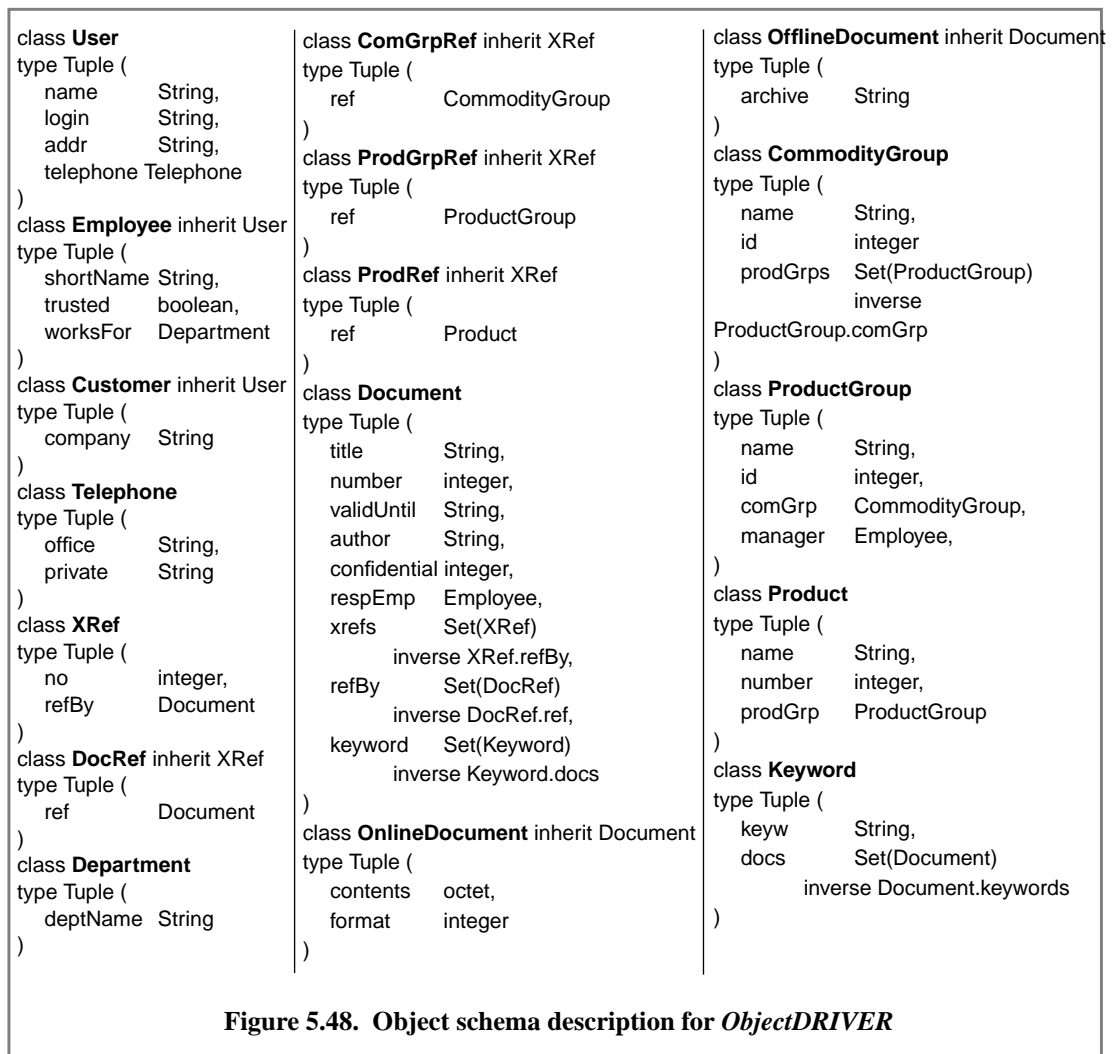 class User
type Tuple (
name String,
login String,
addr String,
telephone Telephone
)
class Employee inherit User
type Tuple (
shortName String,
trusted boolean,
worksFor Department
)
class Customer inherit User
type Tuple (
company String
)
class Telephone
type Tuple (
office String,
private String
)
class XRef
type Tuple (
no integer,
refBy Document
)
class DocRef inherit XRef
type Tuple (
ref Document
)
class Department
type Tuple (
deptName String
)
class ComGrpRef inherit XRef
type Tuple (
ref CommodityGroup
)
class ProdGrpRef inherit XRef
type Tuple (
ref ProductGroup
)
class ProdRef inherit XRef
type Tuple (
ref Product
)
class Document
type Tuple (
title String,
number integer,
validUntil String,
author String,
confidential integer,
respEmp Employee,
xrefs Set(XRef)
inverse XRef.refBy,
refBy Set(DocRef)
inverse DocRef.ref,
keyword Set(Keyword)
inverse Keyword.docs
)
class OnlineDocument inherit Document
type Tuple (
contents octet,
format integer
)
class OfflineDocument inherit Document
type Tuple (
archive String
)
class CommodityGroup
type Tuple (
name String,
id integer
prodGrps Set(ProductGroup)
inverse
ProductGroup.comGrp
)
class ProductGroup
type Tuple (
name String,
id integer,
comGrp CommodityGroup,
manager Employee,
)
class Product
type Tuple (
name String,
number integer,
prodGrp ProductGroup
)
class Keyword
type Tuple (
keyw String,
docs Set(Document)
inverse Document.keywords
)
Figure 5.48. Object schema description for ObjectDRIVER